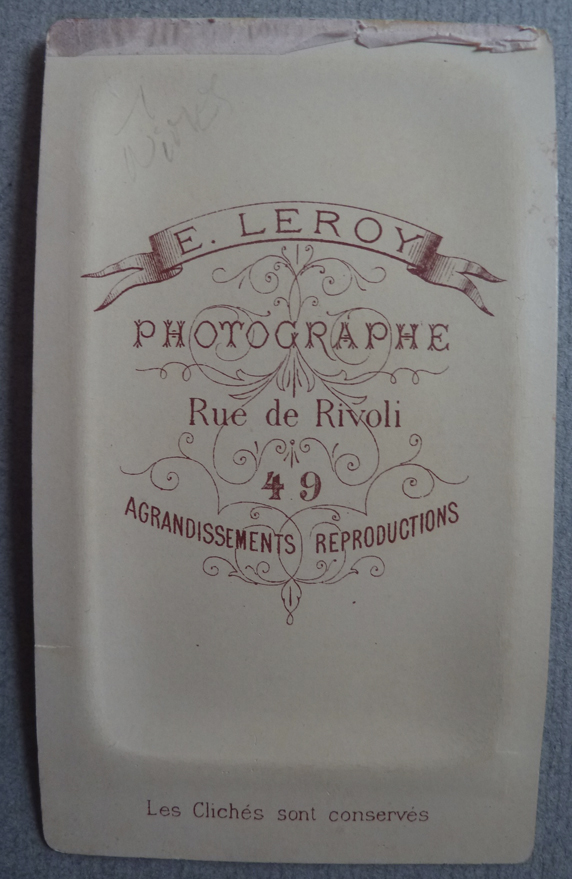 E. LEROY
PHOTOGRAPHE
Rue de Rivoli
49
AGRANDISSEMENTS REPRODUCTIONS
Les Clichés sont conservés